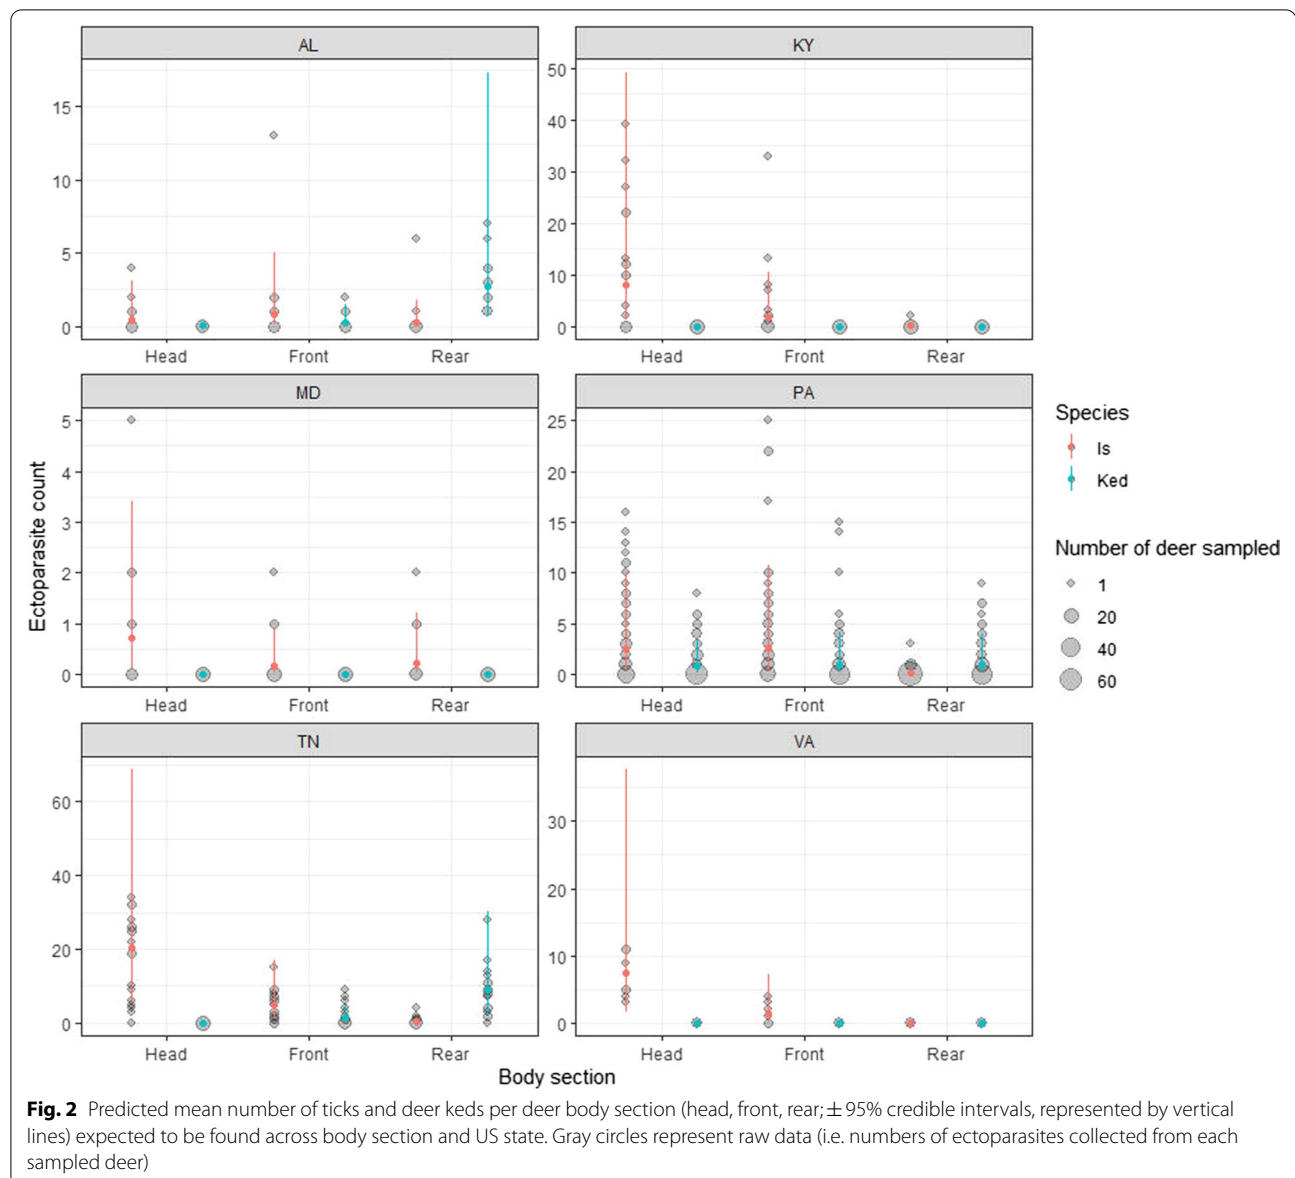 AL
KY
15
10
5
0
Head
Front
Rear
50
40
30
20
10
0
Head
Front
Rear
MD
PA
5
4
3
2
1
0
Head
Front
Rear
25
20
15
10
5
0
Head
Front
Rear
TN
VA
60
40
20
0
Head
Front
Rear
30
20
10
0
Head
Front
Rear
Ectoparasite count
Body section
Species
Is
Ked
Number of deer sampled
1
20
40
60
Fig. 2 Predicted mean number of ticks and deer keds per deer body section (head, front, rear; ± 95% credible intervals, represented by vertical
lines) expected to be found across body section and US state. Gray circles represent raw data (i.e. numbers of ectoparasites collected from each
sampled deer)